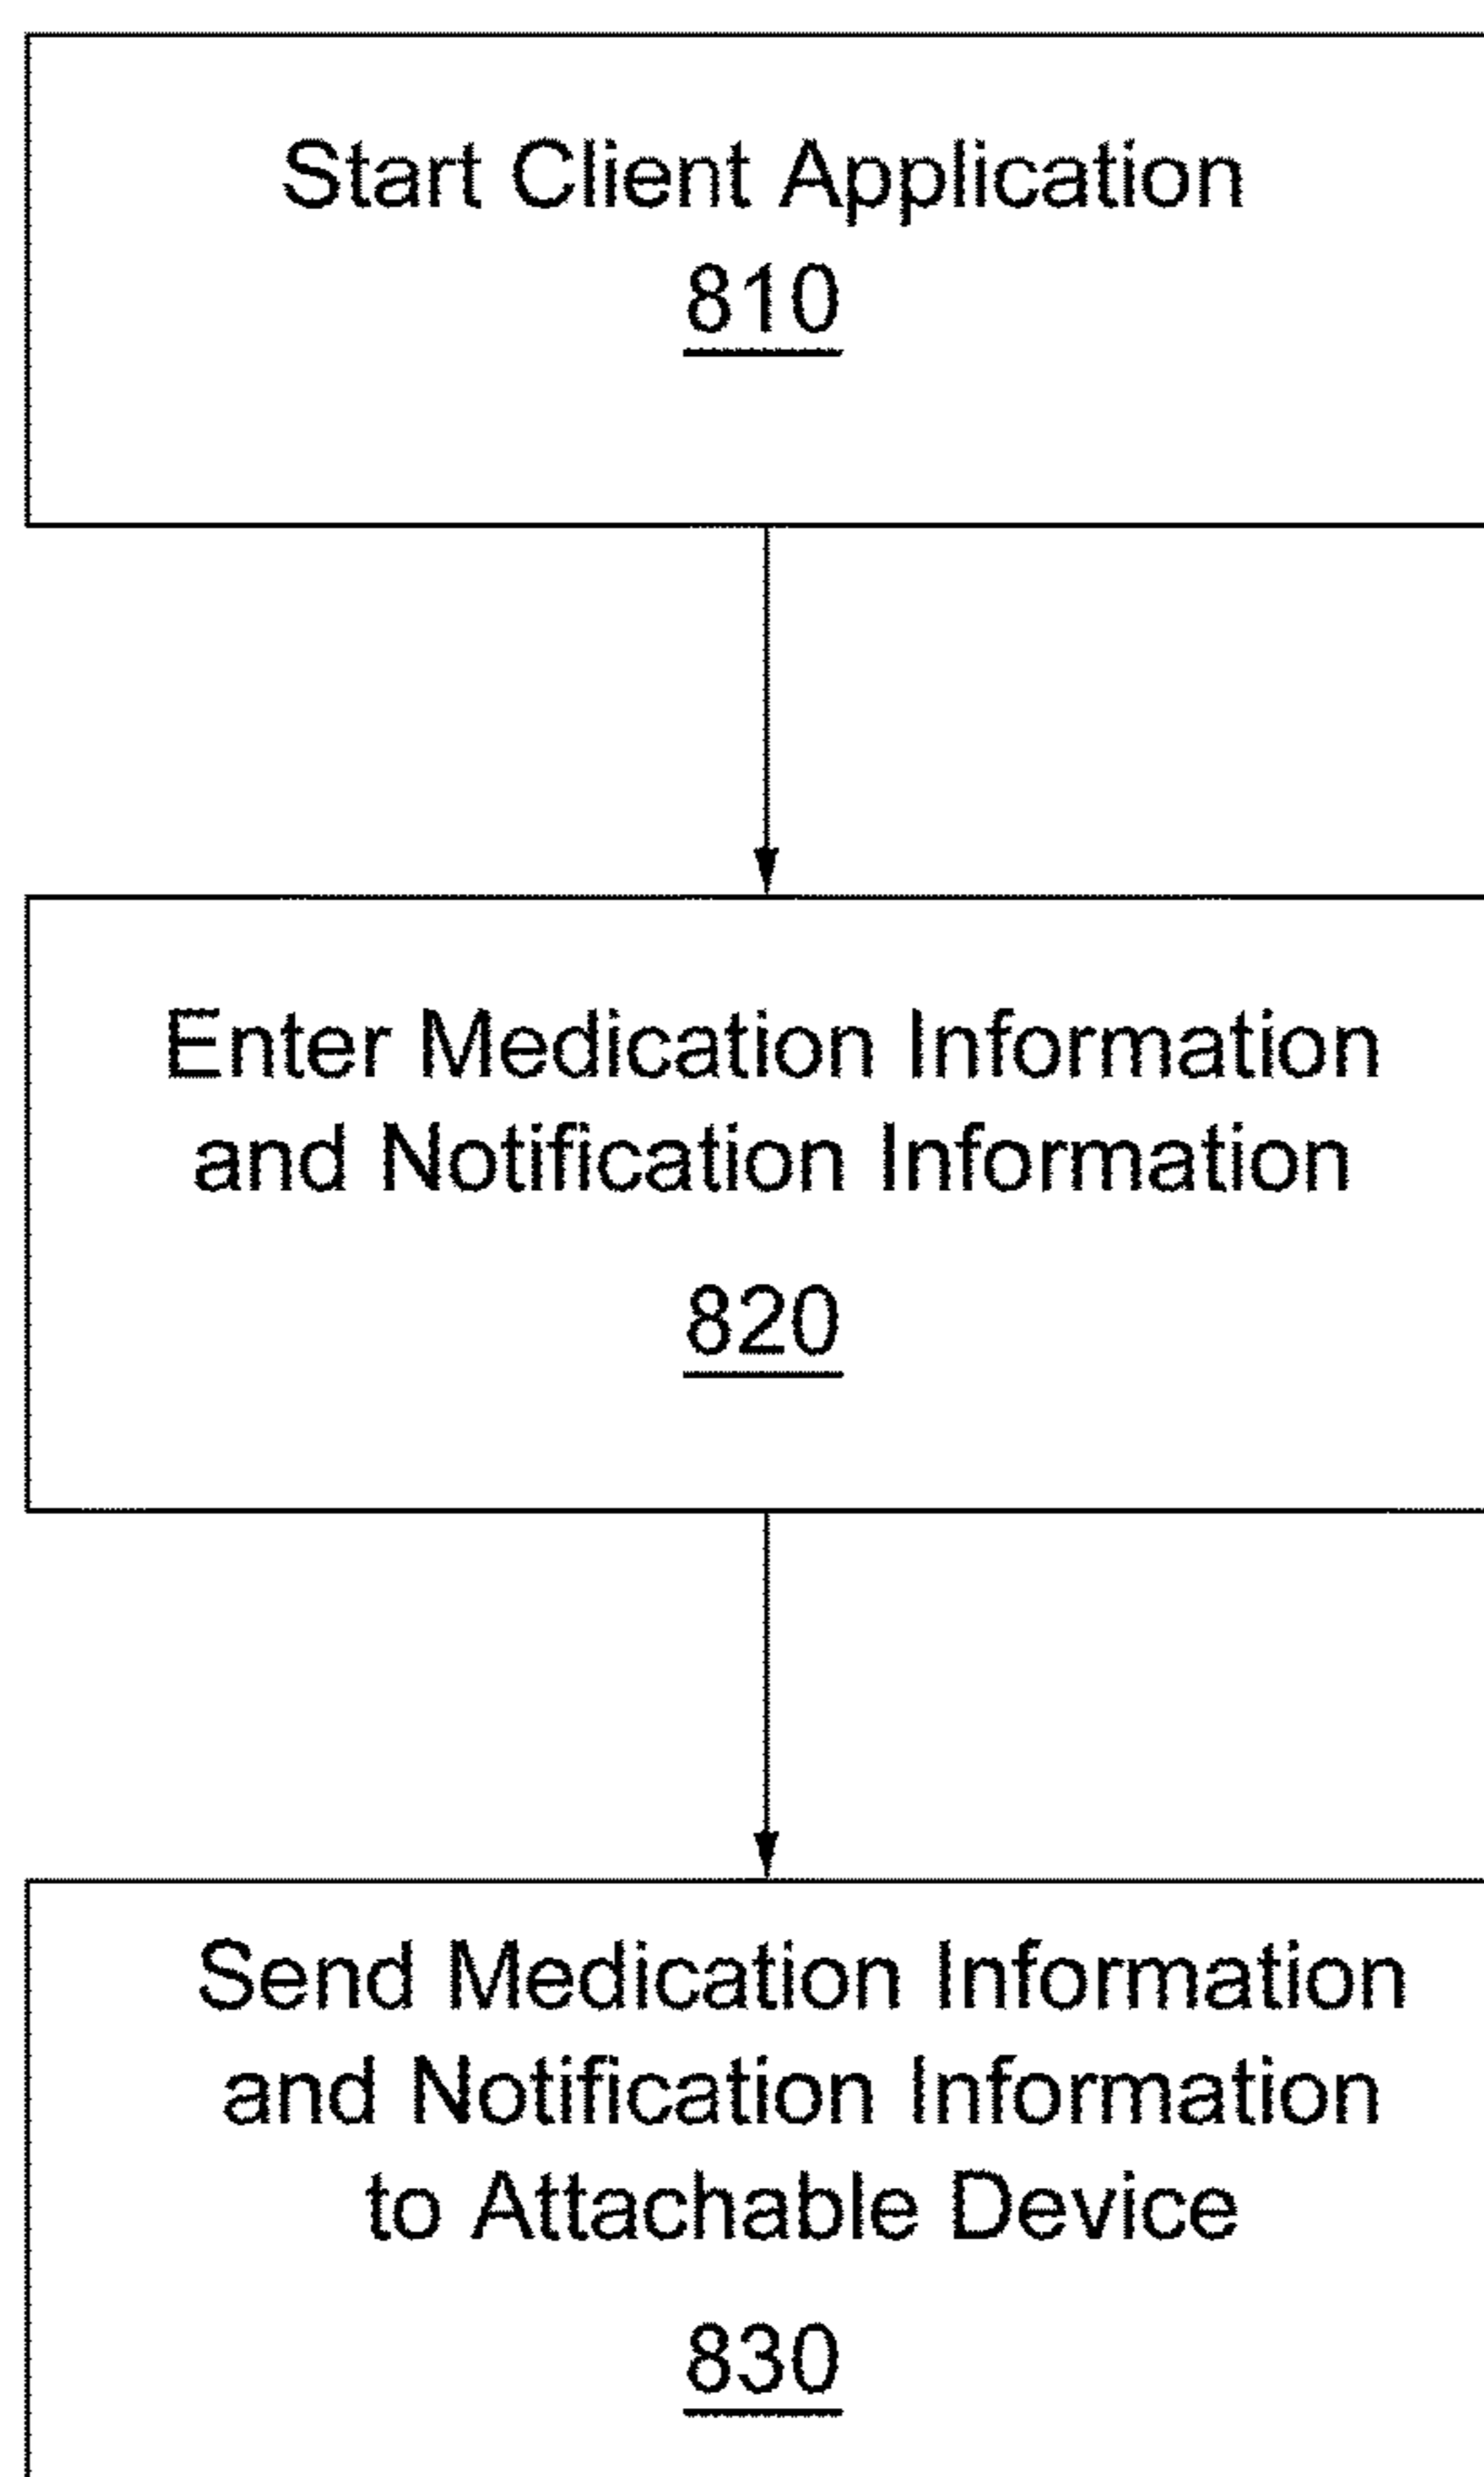 Start Client Application
810
Enter Medication Information
and Notification Information
820
Send Medication Information
and Notification Information
to Attachable Device
830